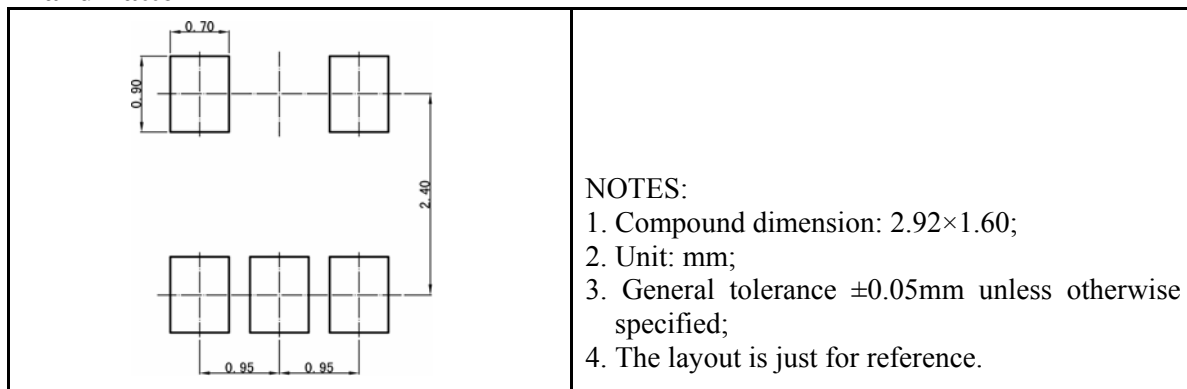 0.70
0.90
2.40
0.95 0.95
NOTES:
1. Compound dimension: 2.92×1.60;
2. Unit: mm;
3. General tolerance ±0.05mm unless otherwise
specified;
4. The layout is just for reference.